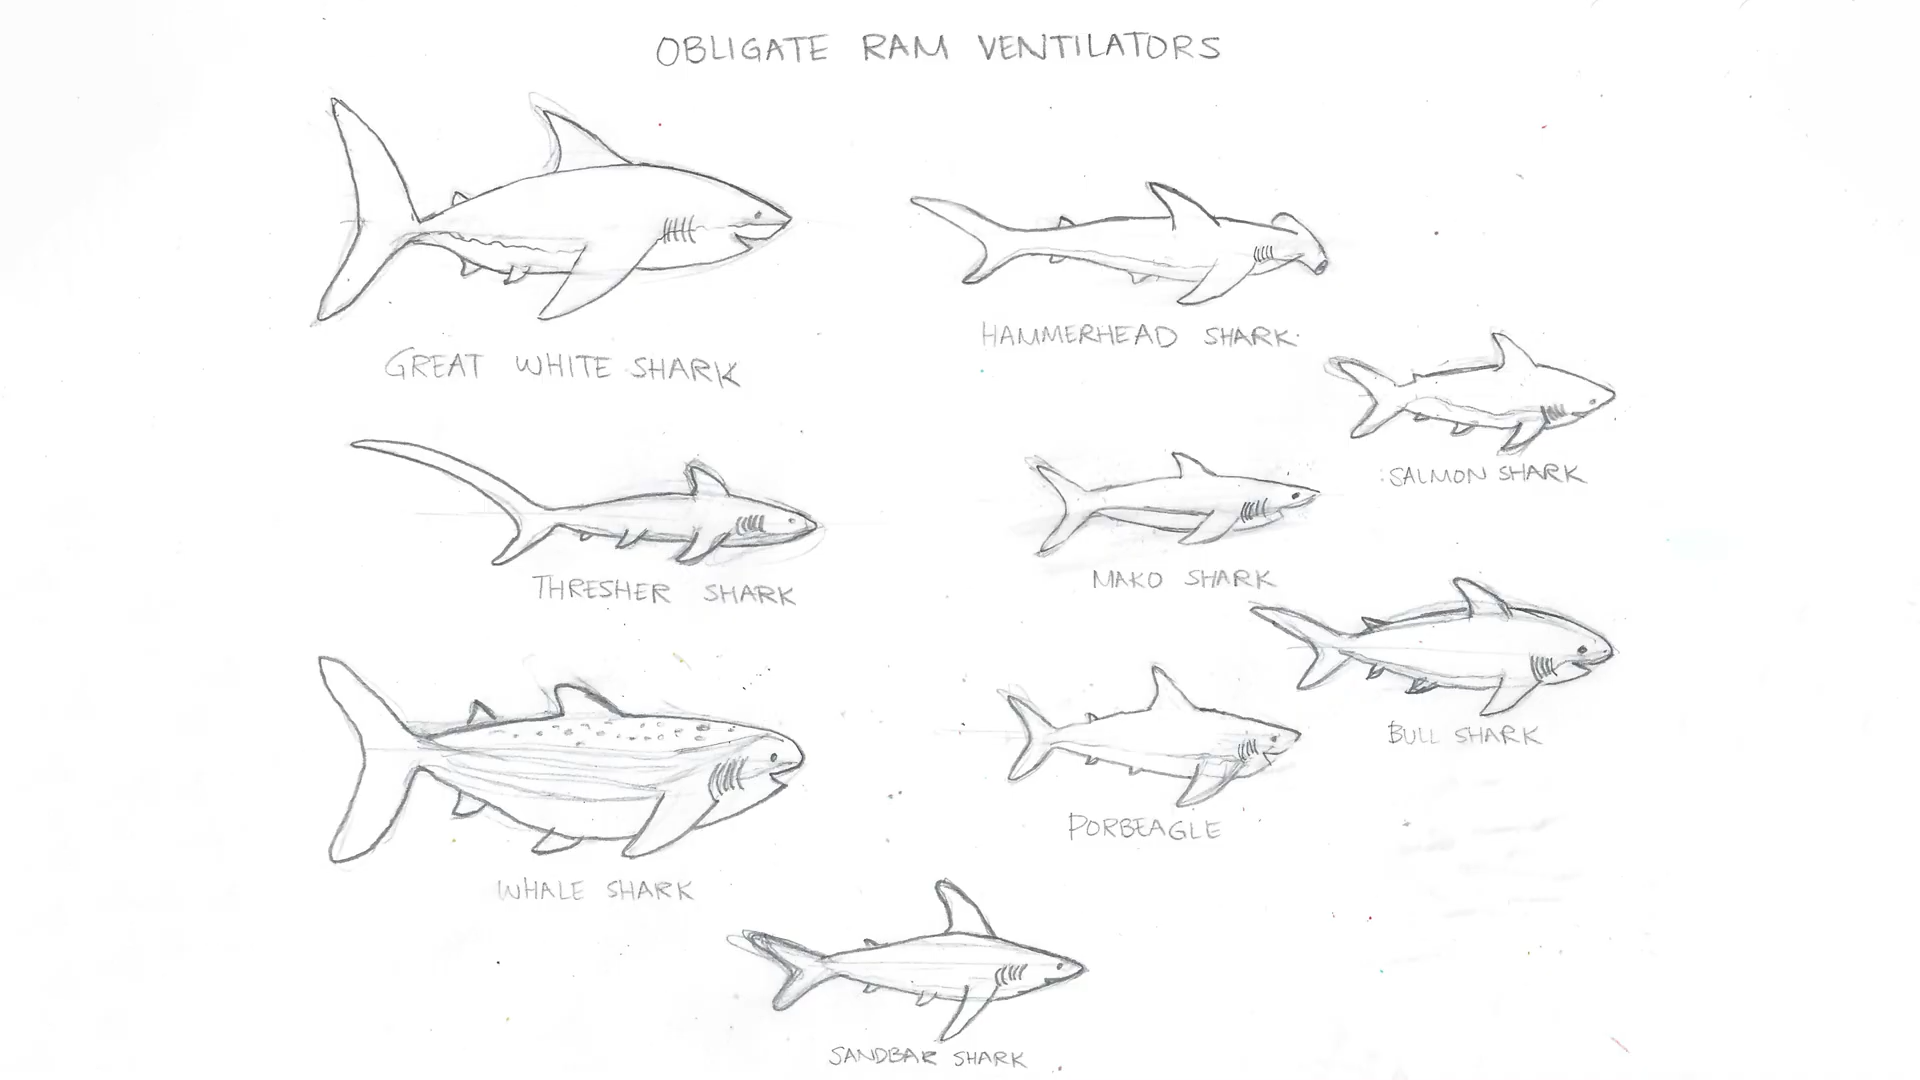 OBLIGATE RAM VENTILATORS
GREAT WHITE SHARK
HAMMERHEAD SHARK
SALMON SHARK
THRESHER SHARK
MAKO SHARK
BULL SHARK
PORBEAGLE
WHALE SHARK
SANDBAR SHARK